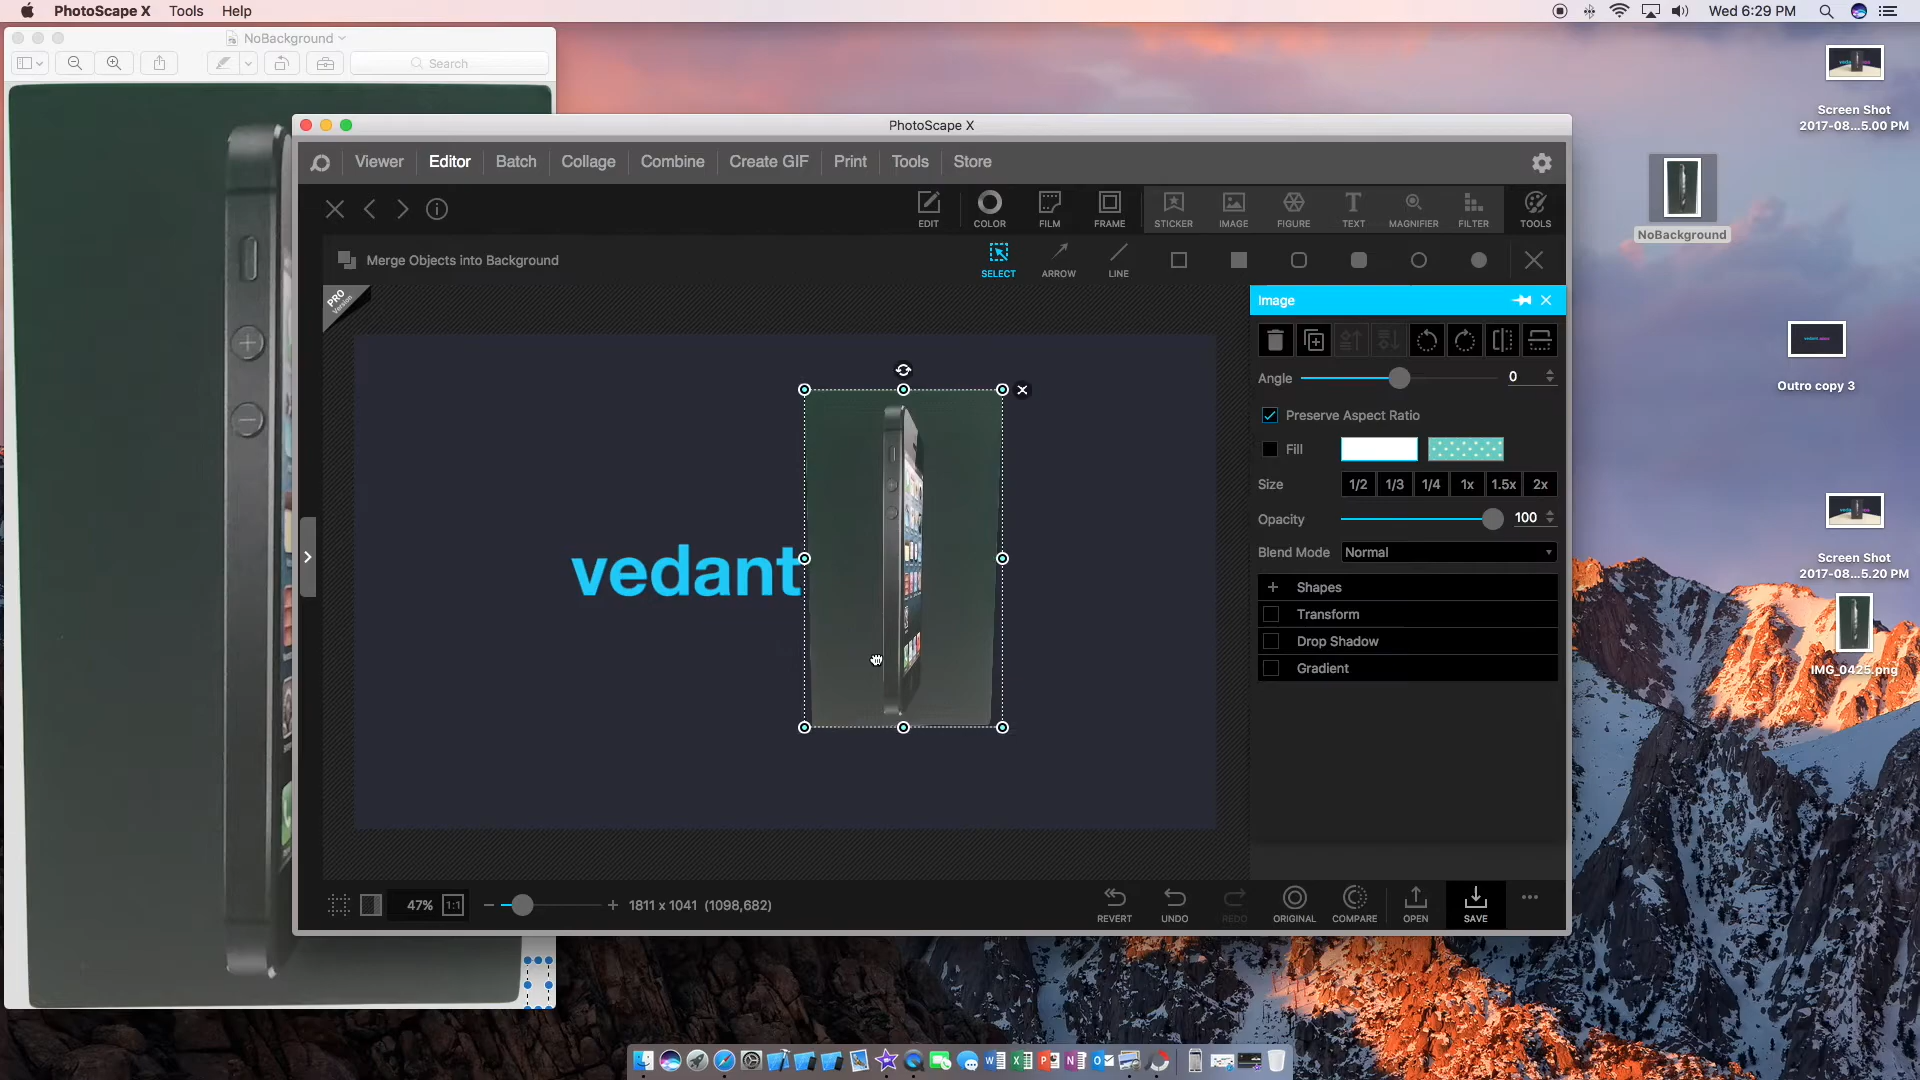 PhotoScape X Tools Help
Wed 6:29 PM
NoBackground
Search
PhotoScape X
Viewer Editor Batch Collage Combine Create GIF Print Tools Store
EDIT COLOR FILM FRAME STICKER IMAGE FIGURE TEXT MAGNIFIER FILTER TOOLS
Merge Objects into Background
SELECT ARROW LINE
PRO
Version
Image
Angle 0
Preserve Aspect Ratio
Fill
Size 1/2 1/3 1/4 1x 1.5x 2x
Opacity 100
Blend Mode Normal
Shapes
Transform
Drop Shadow
Gradient
vedant
47% 1:1 1811 x 1041 (1098,682)
REVERT UNDO REDO ORIGINAL COMPARE OPEN SAVE
Screen Shot
2017-08...5.00 PM
NoBackground
Outro copy 3
Screen Shot
2017-08...5.20 PM
IMG_0425.png